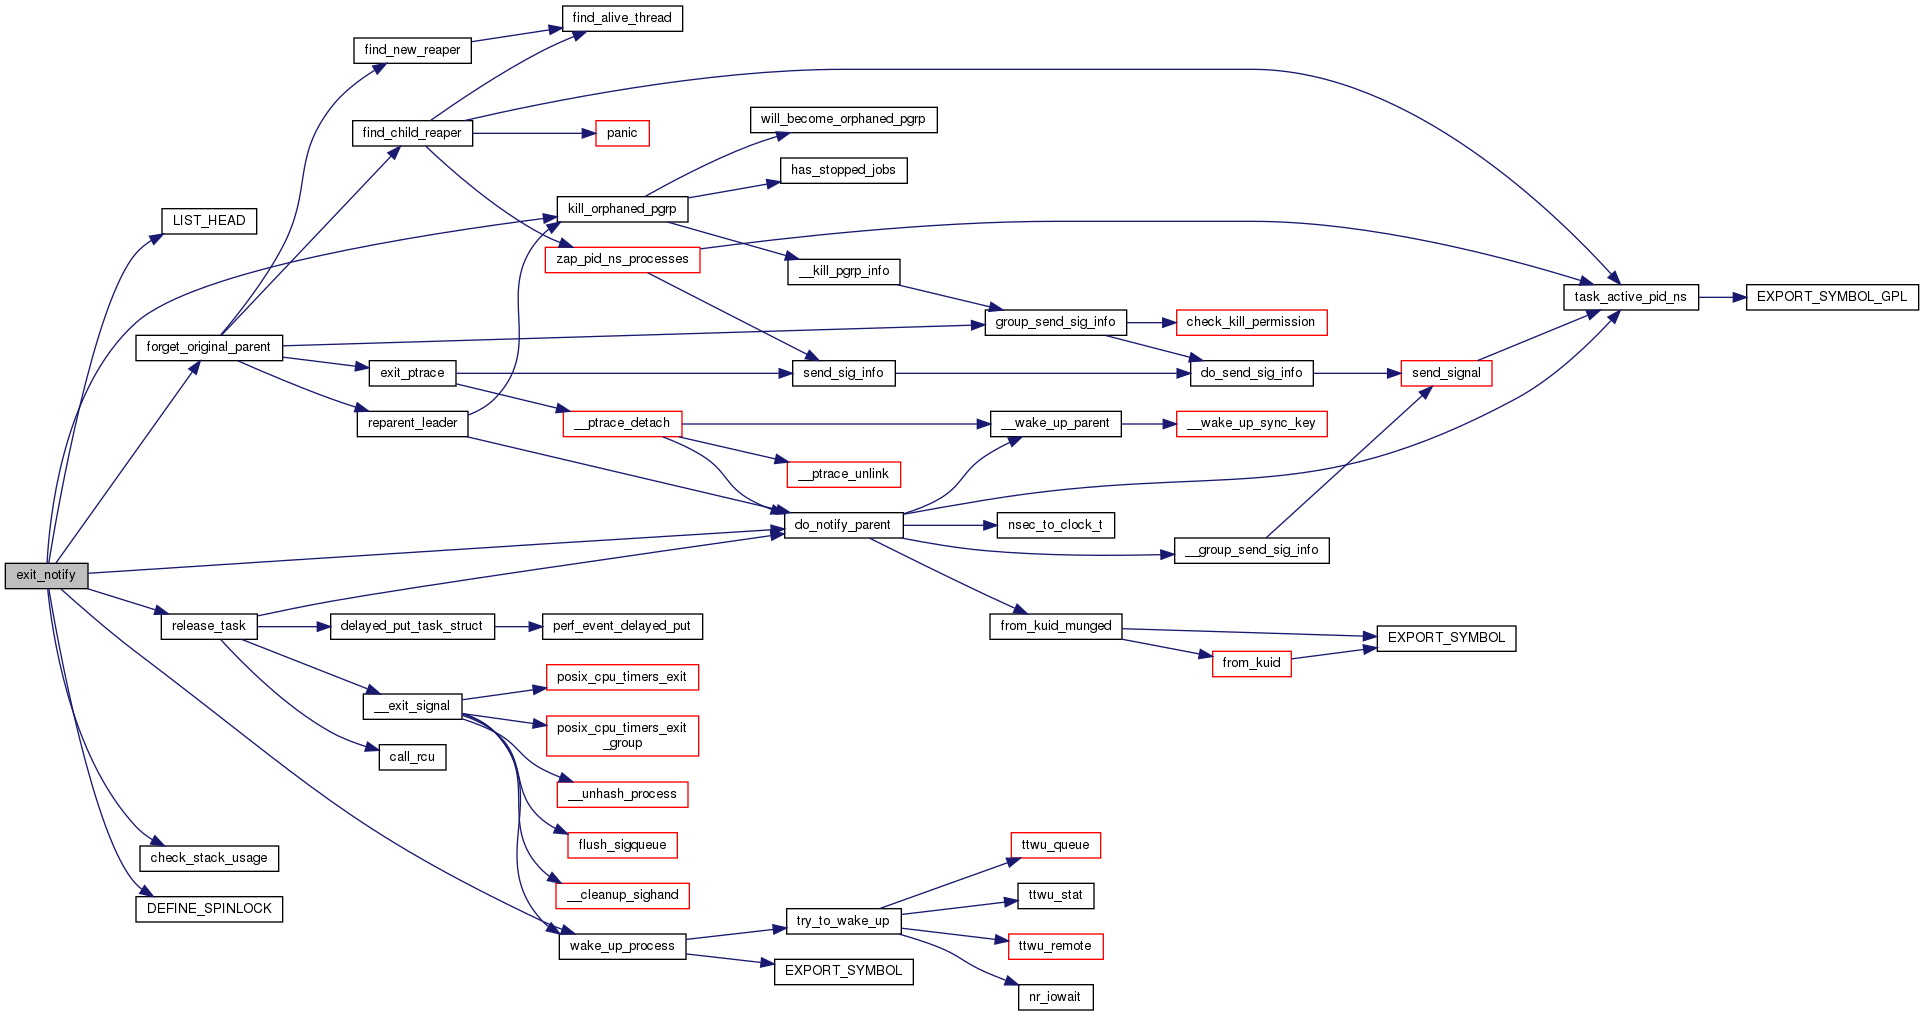 find_alive_thread
find_new_reaper
will_become_orphaned_pgrp
find_child_reaper
panic
has_stopped_jobs
kill_orphaned_pgrp
LIST_HEAD
zap_pid_ns_processes
__kill_pgrp_info
task_active_pid_ns
EXPORT_SYMBOL_GPL
group_send_sig_info
check_kill_permission
forget_original_parent
exit_ptrace
send_sig_info
do_send_sig_info
send_signal
reparent_leader
__ptrace_detach
__wake_up_parent
__wake_up_sync_key
__ptrace_unlink
do_notify_parent
nsec_to_clock_t
__group_send_sig_info
exit_notify
release_task
delayed_put_task_struct
perf_event_delayed_put
from_kuid_munged
EXPORT_SYMBOL
from_kuid
posix_cpu_timers_exit
__exit_signal
posix_cpu_timers_exit
_group
call_rcu
__unhash_process
flush_sigqueue
ttwu_queue
check_stack_usage
__cleanup_sighand
ttwu_stat
DEFINE_SPINLOCK
try_to_wake_up
wake_up_process
ttwu_remote
EXPORT_SYMBOL
nr_iowait